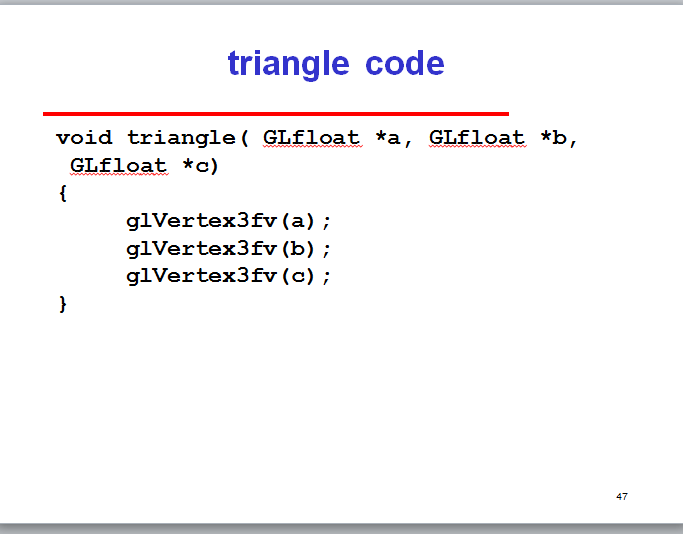 triangle code
void triangle( GLfloat *a, GLfloat *b,
GLfloat *c)
{
glVertex3fv(a);
glVertex3fv(b);
glVertex3fv(c);
}
47